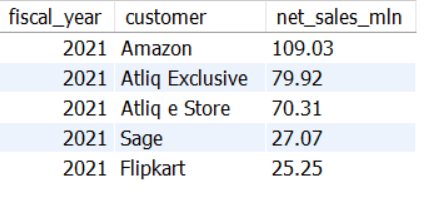 fiscal_year customer net_sales_mln
2021 Amazon 109.03
2021 Atliq Exclusive 79.92
2021 Atliq e Store 70.31
2021 Sage 27.07
2021 Flipkart 25.25